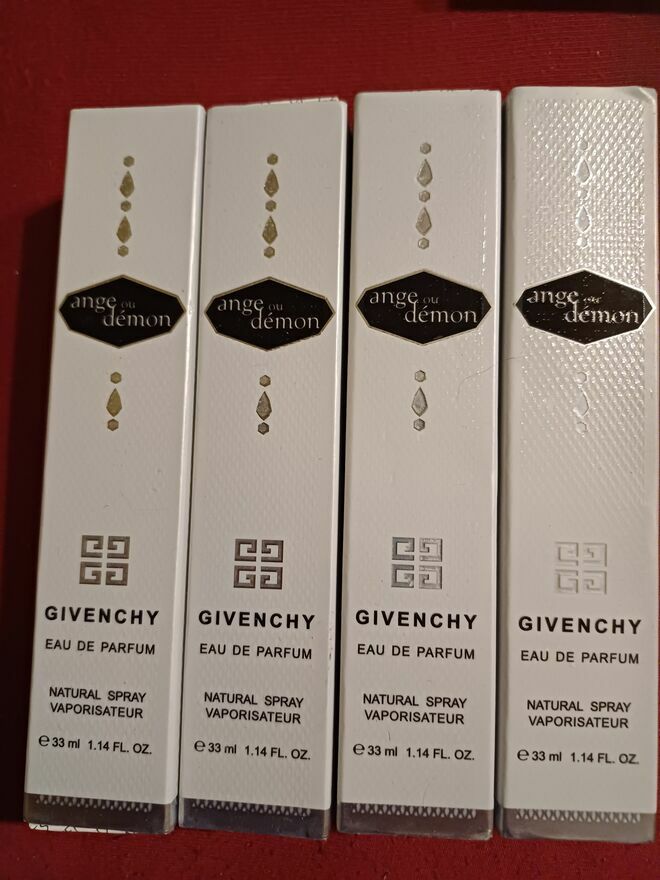 ange ou
démon
GIVENCHY
EAU DE PARFUM
NATURAL SPRAY
VAPORISATEUR
℮ 33 ml 1.14 FL. OZ.
ange ou
démon
GIVENCHY
EAU DE PARFUM
NATURAL SPRAY
VAPORISATEUR
℮ 33 ml 1.14 FL. OZ.
ange ou
démon
GIVENCHY
EAU DE PARFUM
NATURAL SPRAY
VAPORISATEUR
℮ 33 ml 1.14 FL. OZ.
ange ou
démon
GIVENCHY
EAU DE PARFUM
NATURAL SPRAY
VAPORISATEUR
℮ 33 ml 1.14 FL. OZ.